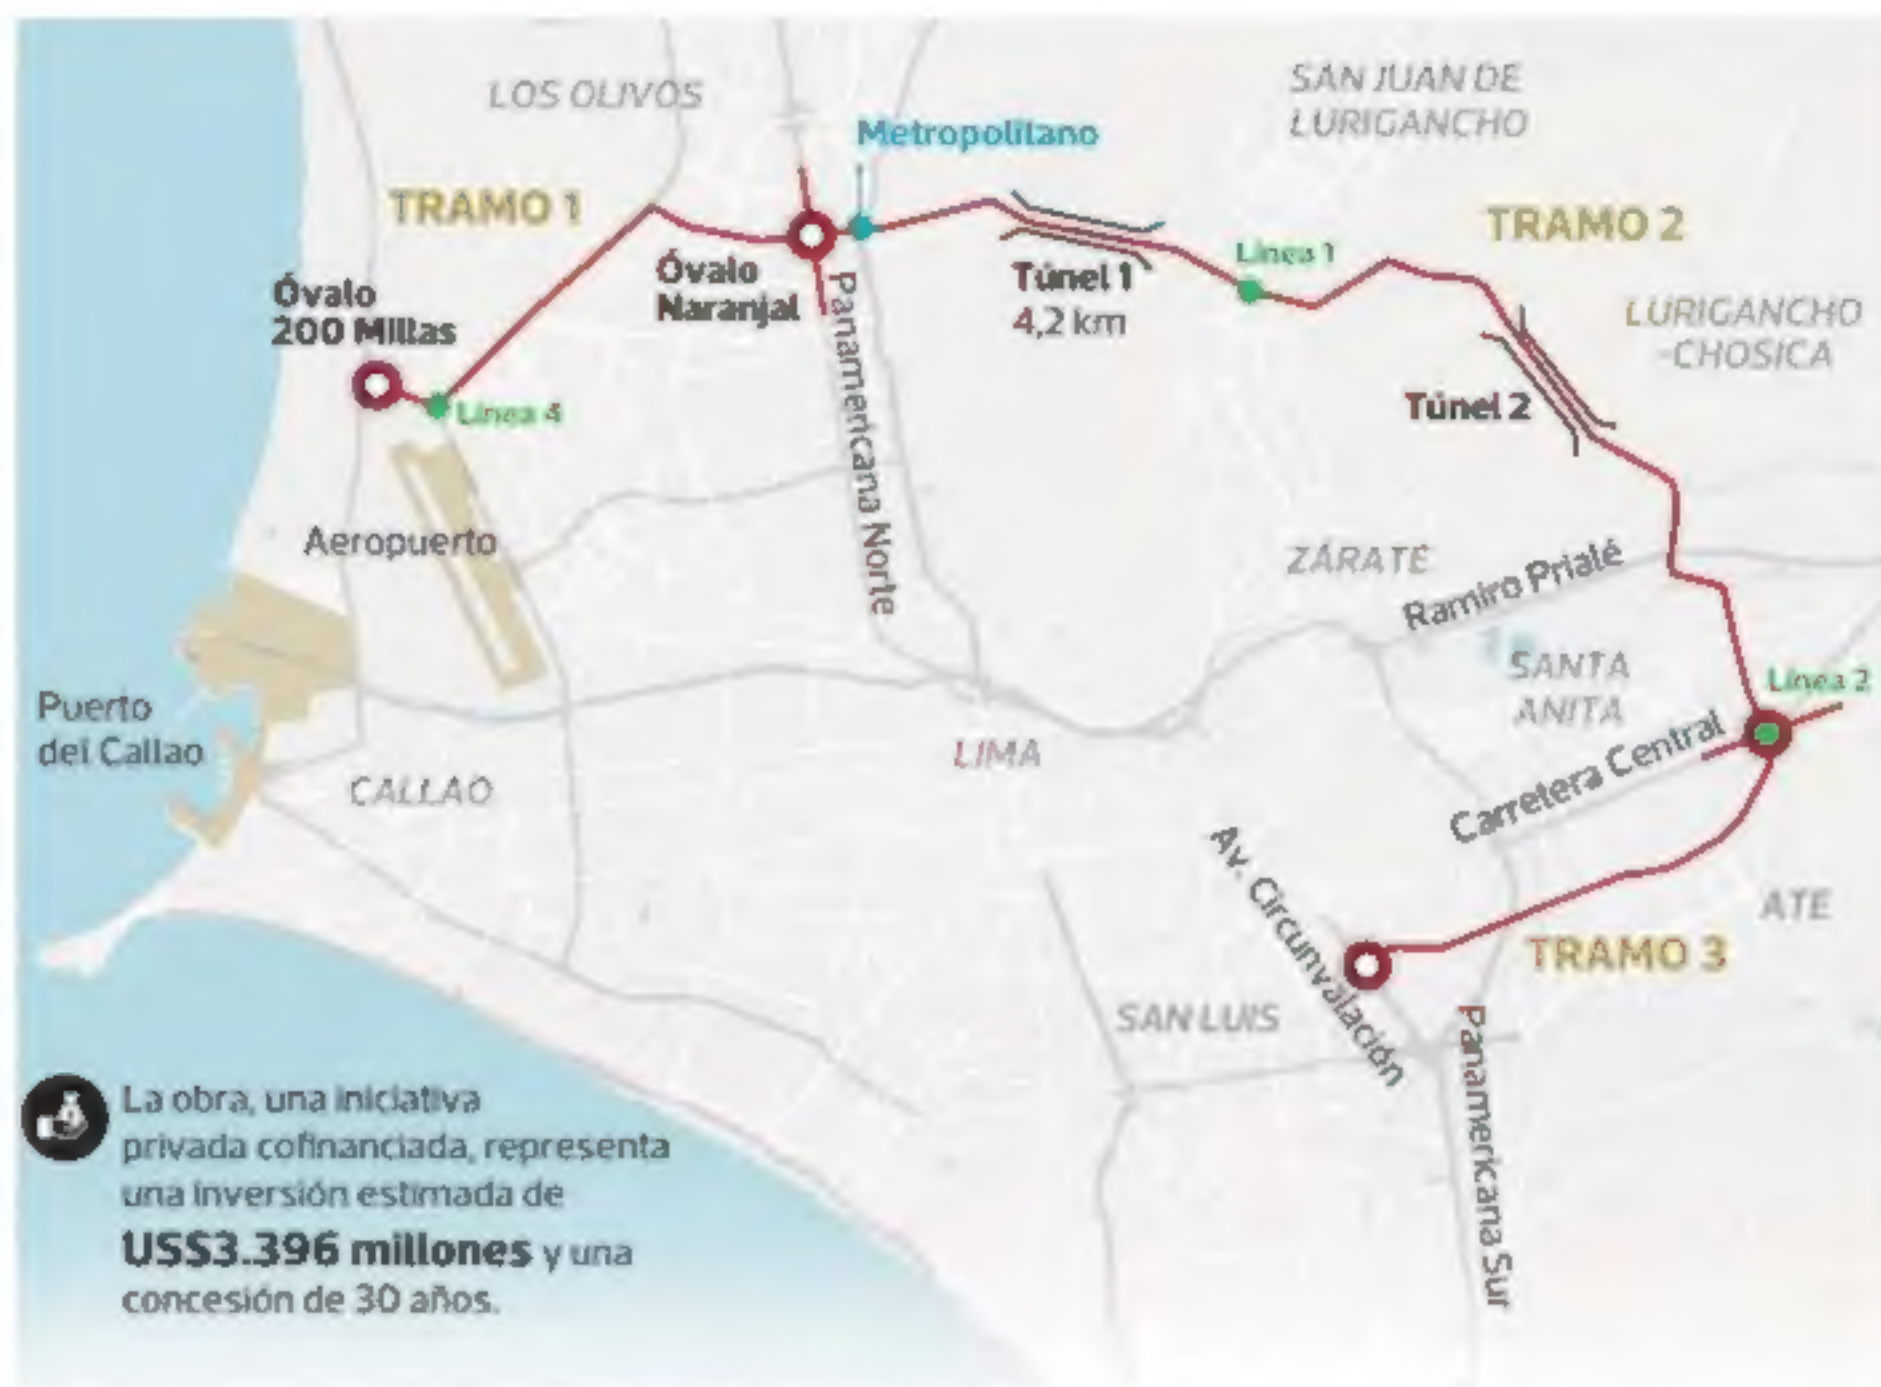 LOS OLIVOS
SAN JUAN DE
LURIGANCHO
Metropolitano
TRAMO 1
TRAMO 2
Óvalo
200 Millas
Óvalo
Naranjal
Túnel 1
4,2 km
Línea 1
LURIGANCHO
-CHOSICA
Línea 4
Túnel 2
Panamericana Norte
Aeropuerto
ZÁRATE
Ramiro Prialé
SANTA
ANITA
Línea 2
Puerto
del Callao
CALLAO
LIMA
Carretera Central
Av. Circunvalación
ATE
TRAMO 3
SAN LUIS
Panamericana Sur
La obra, una iniciativa
privada cofinanciada, representa
una inversión estimada de
US$3.396 millones y una
concesión de 30 años.